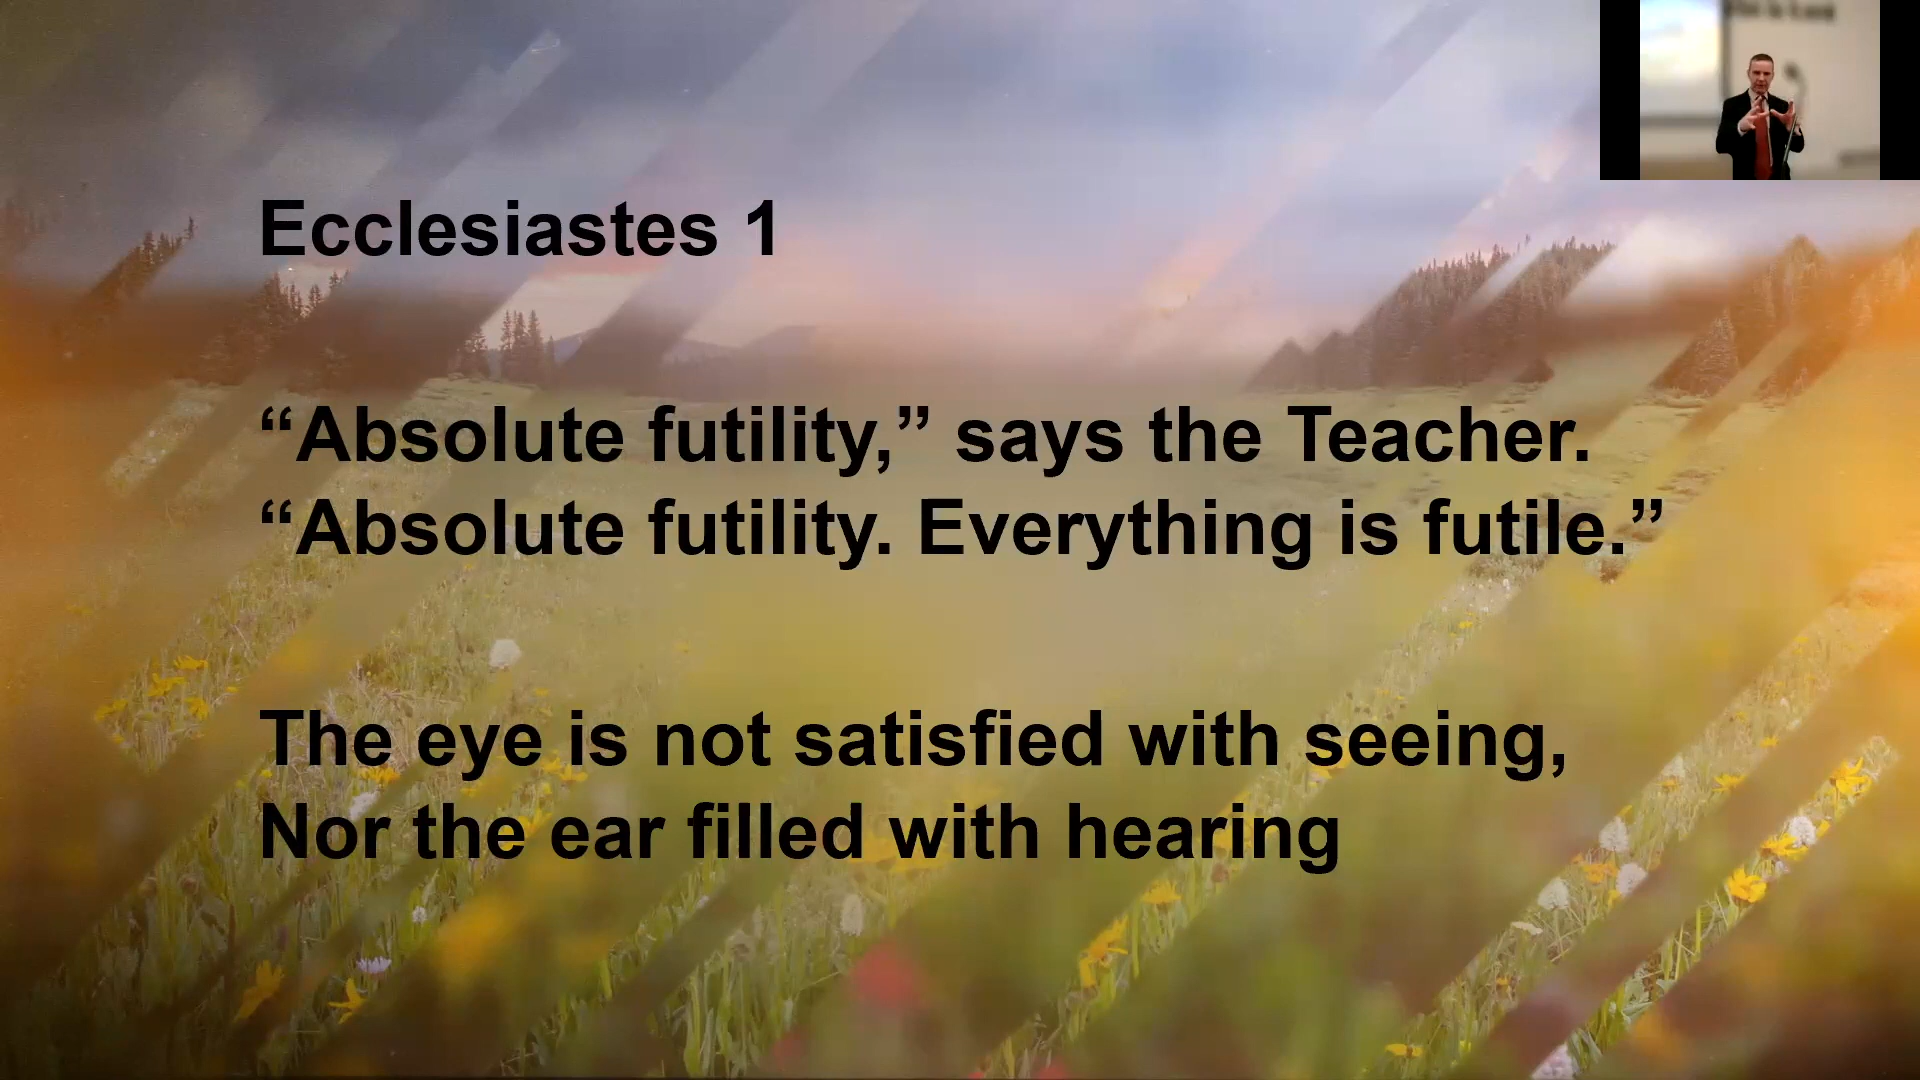 Ecclesiastes 1
“Absolute futility,” says the Teacher.
“Absolute futility. Everything is futile.”
The eye is not satisfied with seeing,
Nor the ear filled with hearing